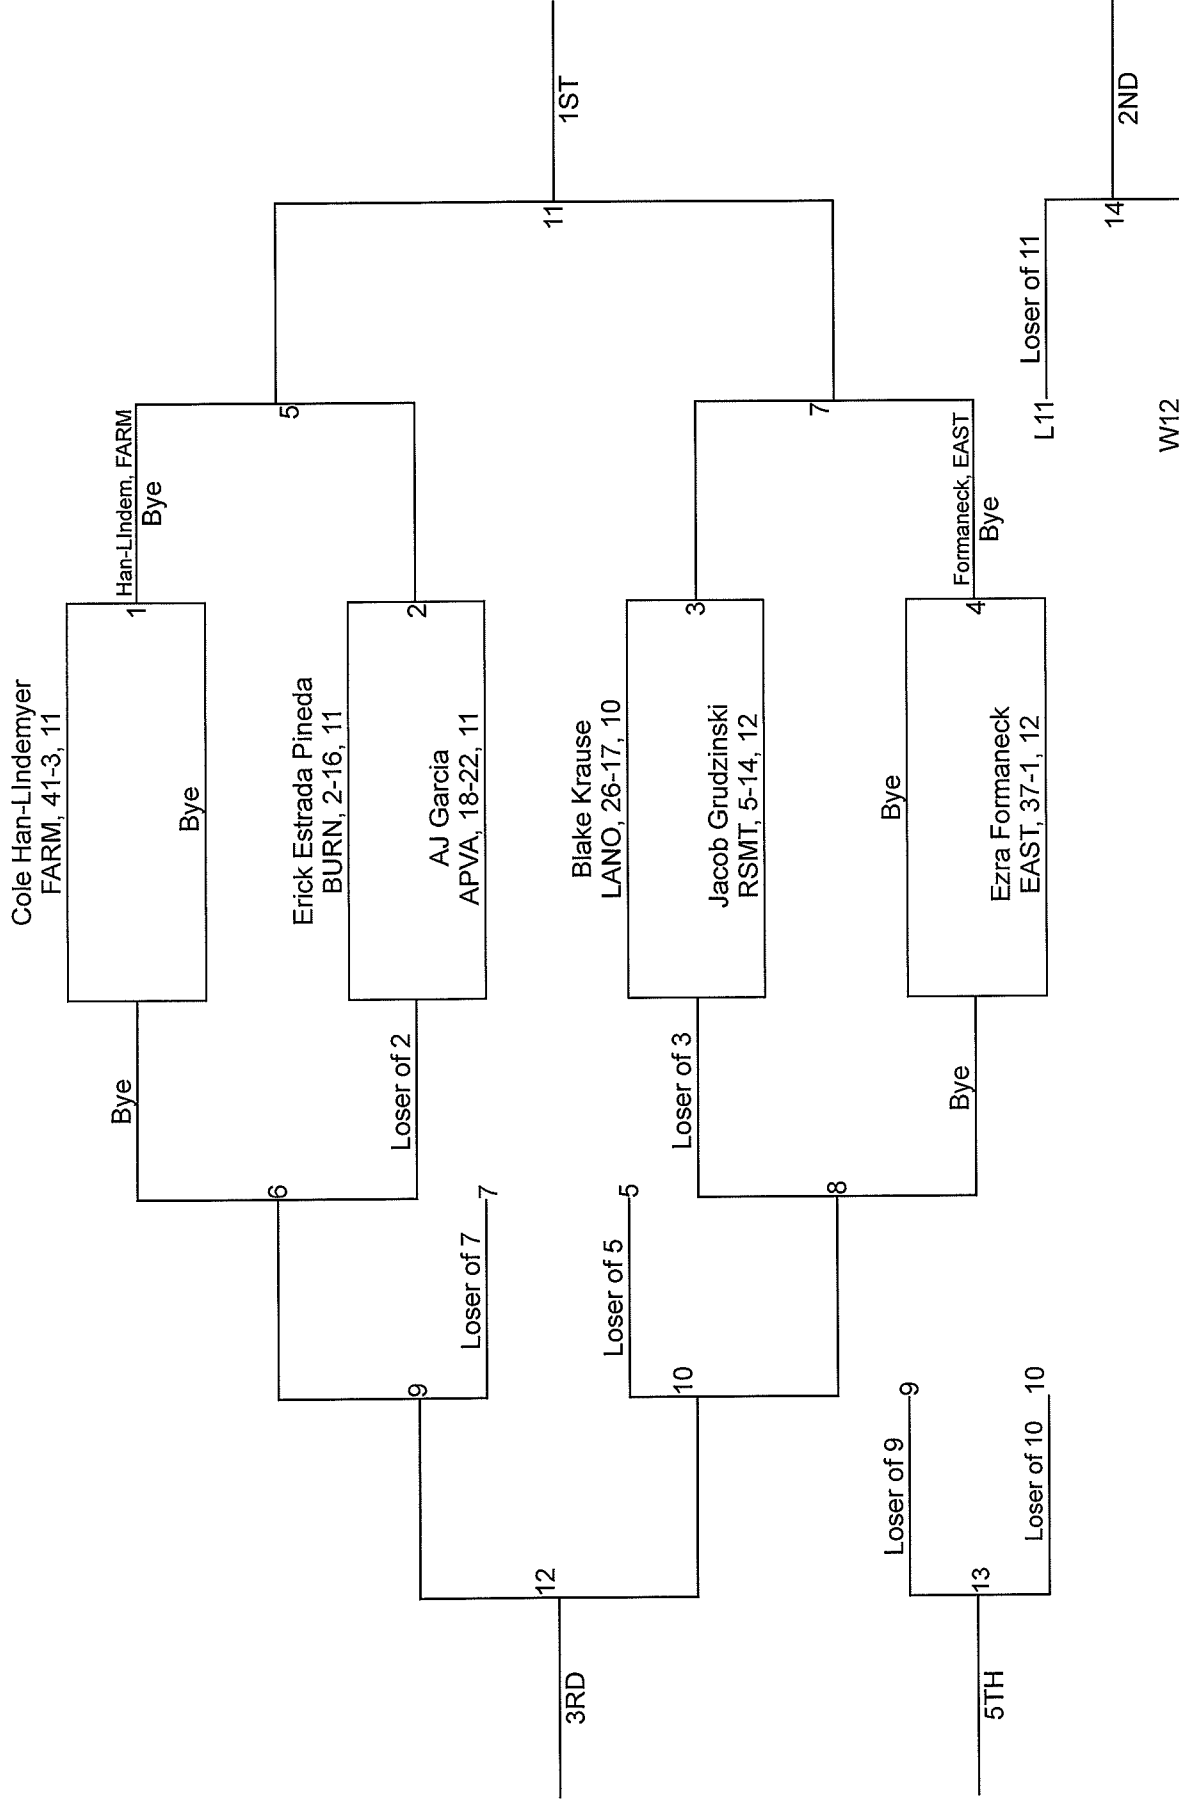 Cole Han-LIndemyer
FARM, 41-3, 11
Bye
1
Bye
Han-LIndem, FARM
Bye
Erick Estrada Pineda
BURN, 2-16, 11
AJ Garcia
APVA, 18-22, 11
2
Loser of 2
5
6
Loser of 7
7
9
11
1ST
Blake Krause
LANO, 26-17, 10
Jacob Grudzinski
RSMT, 5-14, 12
3
Loser of 3
Loser of 5
5
10
12
3RD
7
8
Bye
Ezra Formaneck
EAST, 37-1, 12
4
Bye
Formaneck, EAST
Bye
Loser of 9
9
Loser of 10
10
13
5TH
L11
Loser of 11
W12
14
2ND